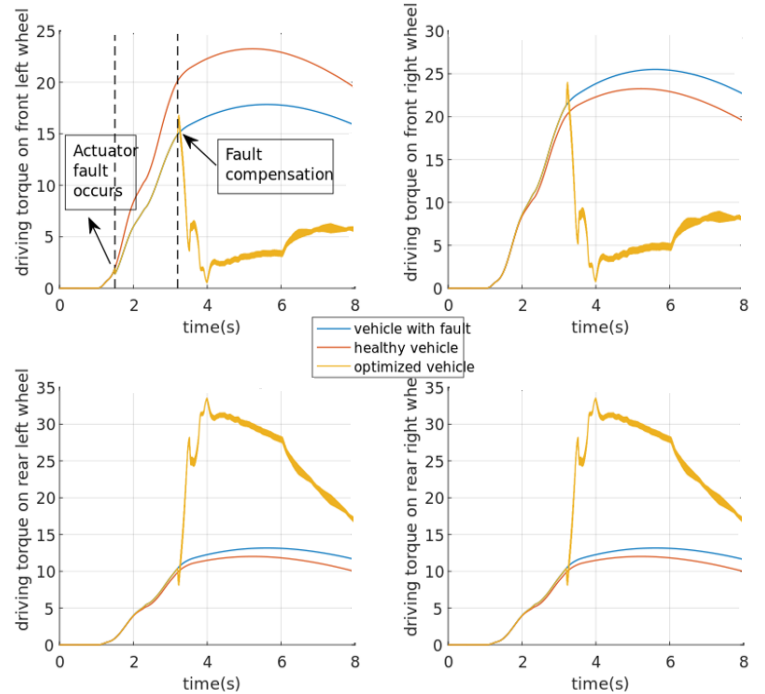 driving torque on front left wheel
25
20
15
10
5
0
Actuator
fault
occurs
Fault
compensation
0 2 4 6 8
time(s)
driving torque on front right wheel
30
25
20
15
10
5
0
0 2 4 6 8
time(s)
vehicle with fault
healthy vehicle
optimized vehicle
driving torque on rear left wheel
35
30
25
20
15
10
5
0
0 2 4 6 8
time(s)
driving torque on rear right whee
35
30
25
20
15
10
5
0
0 2 4 6 8
time(s)